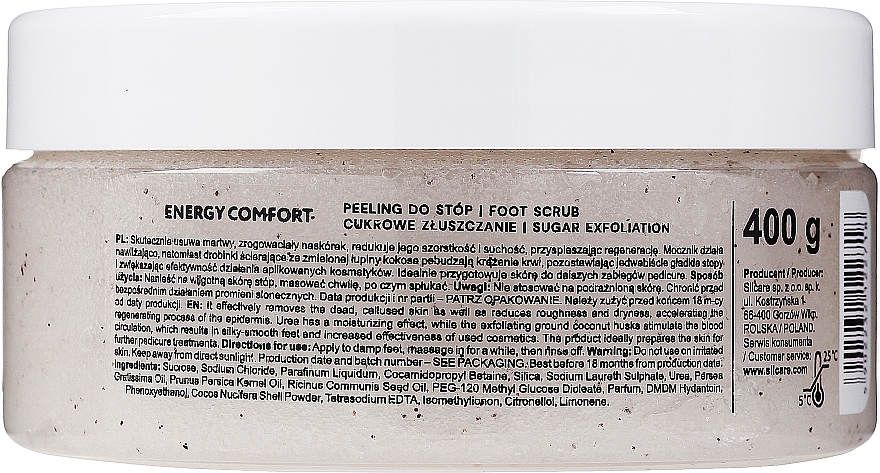 ENERGY COMFORT
PEELING DO STÓP | FOOT SCRUB
CUKROWE ZŁUSZCZANIE | SUGAR EXFOLIATION
PL: Skutecznie usuwa martwy, zrogowaciały naskórek, redukuje jego szorstkość i suchość, przyspieszając regenerację. Mocznik działa
nawilżająco, natomiast drobinki ścierające ze zmielonej łupiny kokosa pobudzają krążenie krwi, pozostawiając jedwabiście gładkie stopy
i zwiększając efektywność działania aplikowanych kosmetyków. Idealnie przygotowuje skórę do dalszych zabiegów pedicure. Sposób
użycia: Nanieść na wilgotną skórę stóp, masować chwilę, po czym spłukać. Uwagi: Nie stosować na podrażnioną skórę. Chronić przed
bezpośrednim działaniem promieni słonecznych. Data produkcji i nr partii – PATRZ OPAKOWANIE. Należy zużyć przed końcem 18 m-cy
od daty produkcji. EN: It effectively removes the dead, callused skin as well as reduces roughness and dryness, accelerating the
regenerating process of the epidermis. Urea has a moisturizing effect, while the exfoliating ground coconut husks stimulate the blood
circulation, which results in silky-smooth feet and increased effectiveness of used cosmetics. The product ideally prepares the skin for
further pedicure treatments. Directions for use: Apply to damp feet, massage in for a while, then rinse off. Warning: Do not use on irritated
skin. Keep away from direct sunlight. Production date and batch number – SEE PACKAGING. Best before 18 months from production date.
Ingredients: Sucrose, Sodium Chloride, Parafinum Liquidum, Cocamidopropyl Betaine, Silica, Sodium Laureth Sulphate, Urea, Persea
Gratissima Oil, Prunus Persica Kernel Oil, Ricinus Communis Seed Oil, PEG-120 Methyl Glucose Dioleate, Parfum, DMDM Hydantoin,
Phenoxyethanol, Cocos Nucifera Shell Powder, Tetrasodium EDTA, Isomethylionon, Citronellol, Limonene.
400 g
Producent / Producer:
Silcare sp. z o.o. sp. k.
ul. Kostrzyńska 1
66-400 Gorzów Wlkp.
POLSKA / POLAND.
Serwis konsumenta
/ Customer service:
www.silcare.com
25°C
5°C